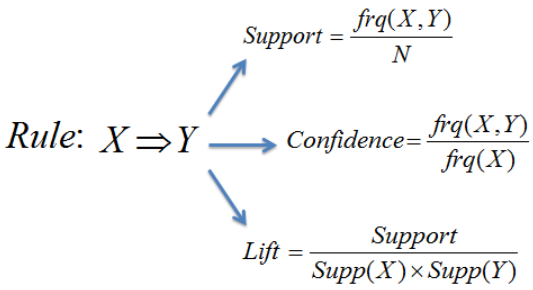 Support = frq(X,Y) / N
Rule: X ⇒ Y
Confidence = frq(X,Y) / frq(X)
Lift = Support / Supp(X) × Supp(Y)